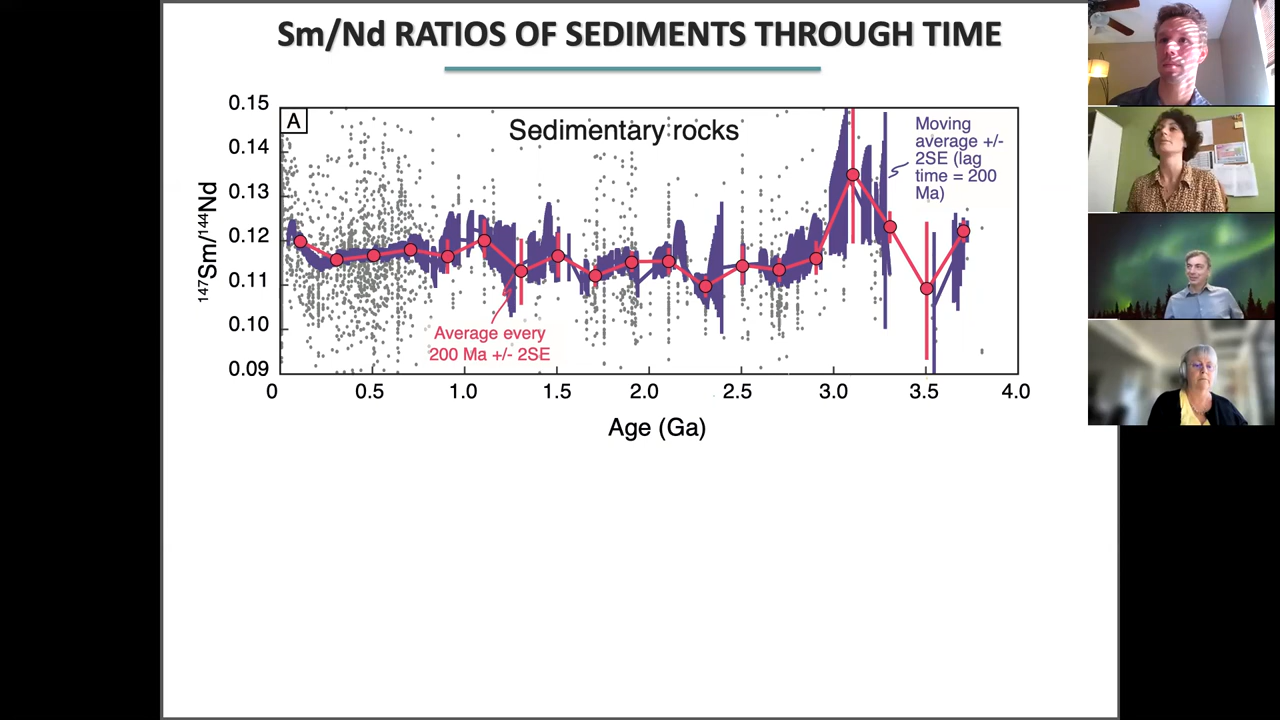 Sm/Nd RATIOS OF SEDIMENTS THROUGH TIME
A
Sedimentary rocks
Moving
average +/-
2SE (lag
time = 200
Ma)
Average every
200 Ma +/- 2SE
0.15
0.14
0.13
0.12
0.11
0.10
0.09
147Sm/144Nd
0 0.5 1.0 1.5 2.0 2.5 3.0 3.5 4.0
Age (Ga)